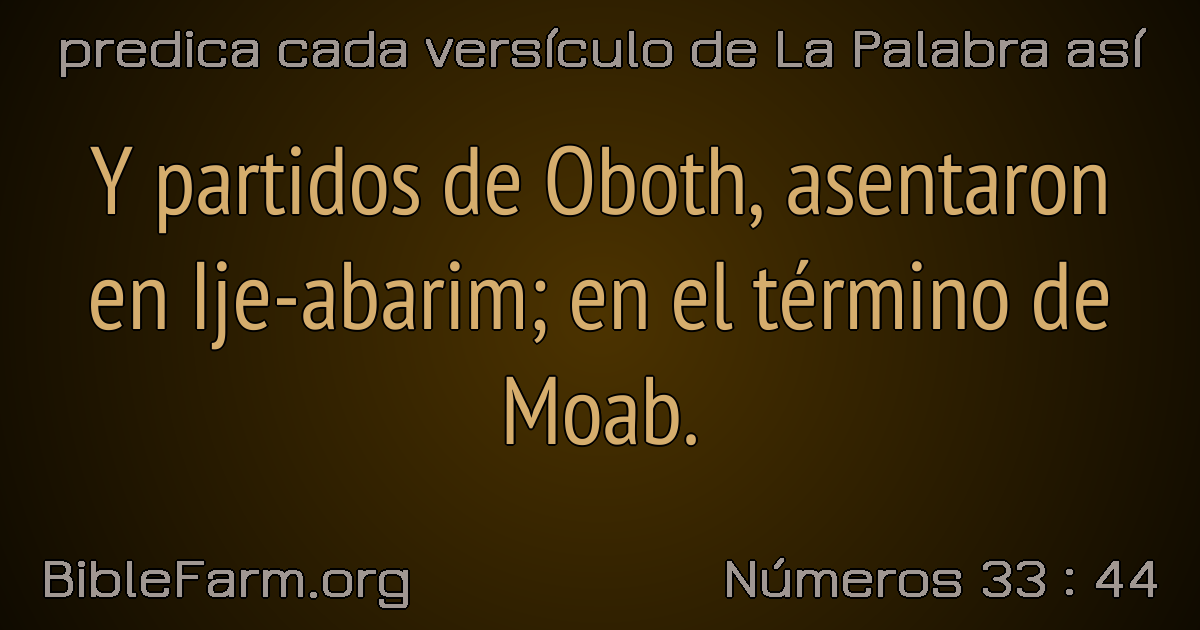 predica cada versículo de La Palabra así
Y partidos de Oboth, asentaron
en Ije-abarim; en el término de
Moab.
BibleFarm.org
Números 33 : 44